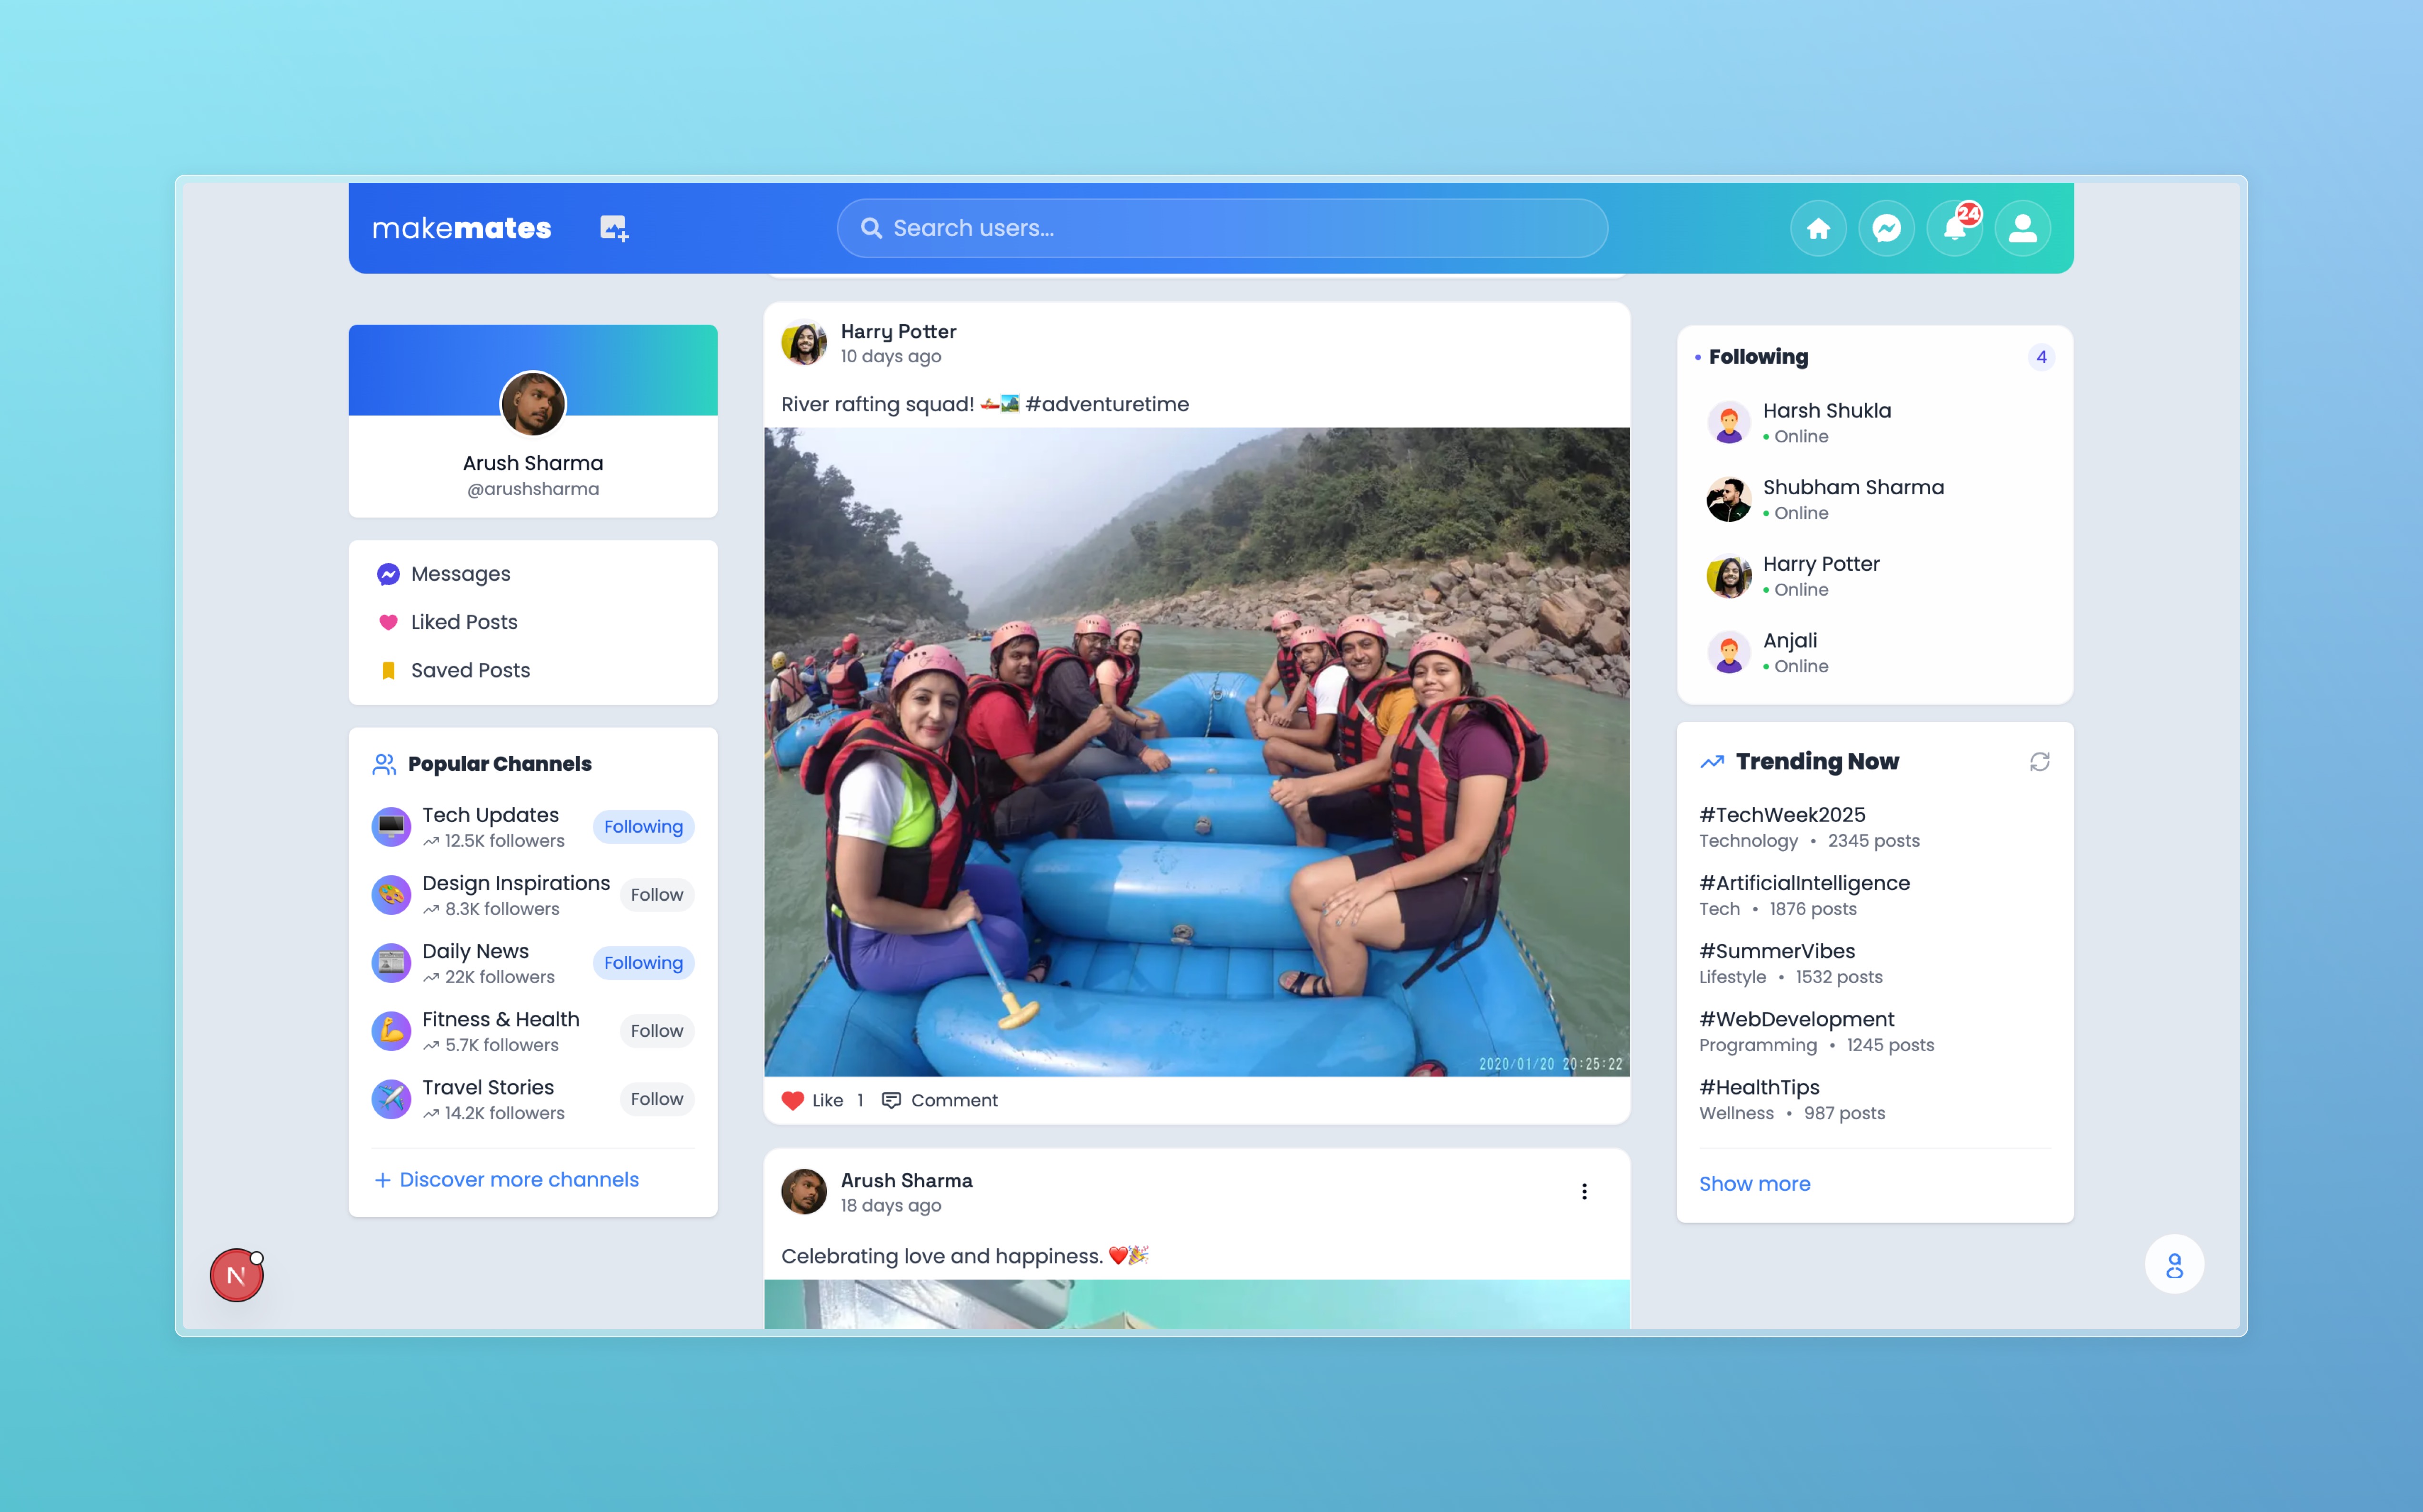 makemates
Search users...
24
Arush Sharma
@arushsharma
Messages
Liked Posts
Saved Posts
Popular Channels
Tech Updates
12.5K followers
Following
Design Inspirations
8.3K followers
Follow
Daily News
22K followers
Following
Fitness & Health
5.7K followers
Follow
Travel Stories
14.2K followers
Follow
+ Discover more channels
N
Harry Potter
10 days ago
River rafting squad! 🚣🏞️ #adventuretime
2020/01/20 20:25:22
Like 1 Comment
Arush Sharma
18 days ago
Celebrating love and happiness. ❤️🎉
• Following 4
Harsh Shukla
• Online
Shubham Sharma
• Online
Harry Potter
• Online
Anjali
• Online
Trending Now
#TechWeek2025
Technology • 2345 posts
#ArtificialIntelligence
Tech • 1876 posts
#SummerVibes
Lifestyle • 1532 posts
#WebDevelopment
Programming • 1245 posts
#HealthTips
Wellness • 987 posts
Show more